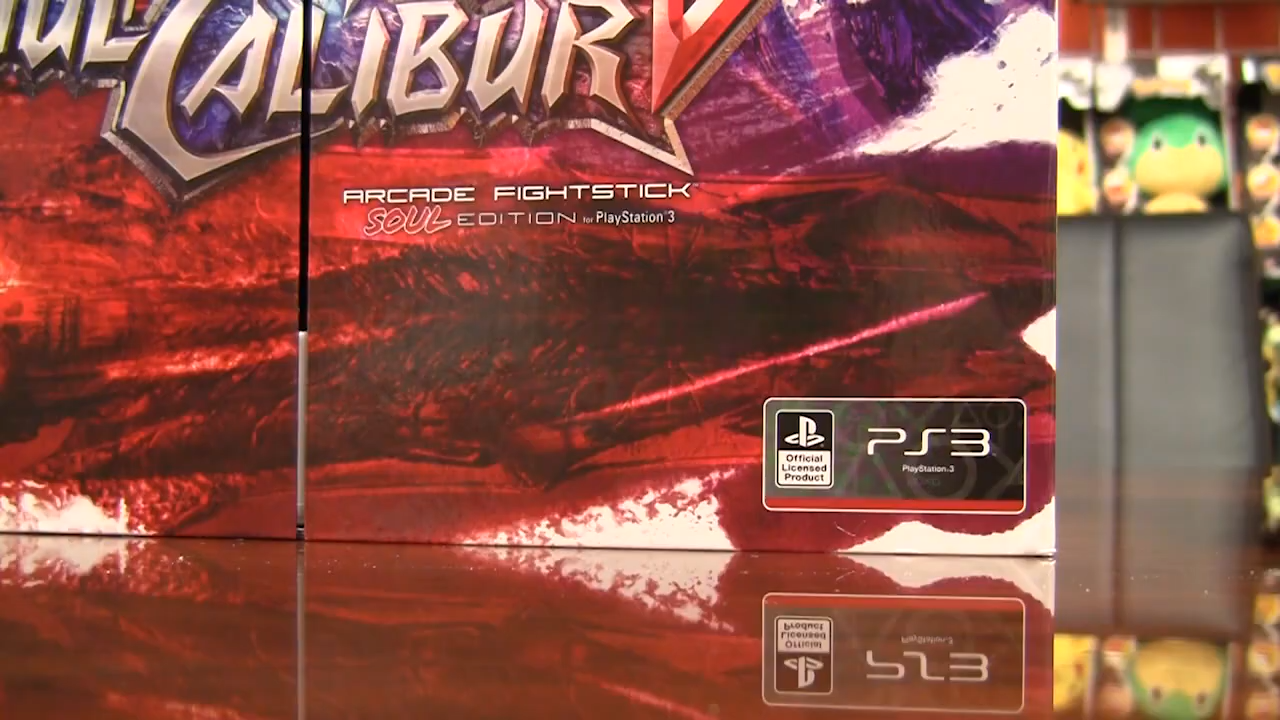 CALIBUR V
ARCADE FIGHTSTICK
SOUL EDITION for PlayStation 3
Official
Licensed
Product
PS3
PlayStation 3